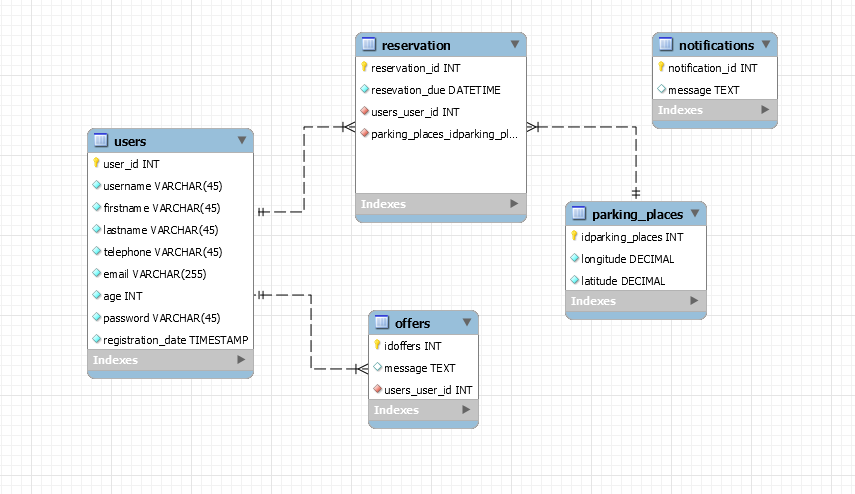 reservation
reservation_id INT
resevation_due DATETIME
users_user_id INT
parking_places_idparking_pl...
Indexes
notifications
notification_id INT
message TEXT
Indexes
users
user_id INT
username VARCHAR(45)
firstname VARCHAR(45)
lastname VARCHAR(45)
telephone VARCHAR(45)
email VARCHAR(255)
age INT
password VARCHAR(45)
registration_date TIMESTAMP
Indexes
parking_places
idparking_places INT
longitude DECIMAL
latitude DECIMAL
Indexes
offers
idoffers INT
message TEXT
users_user_id INT
Indexes